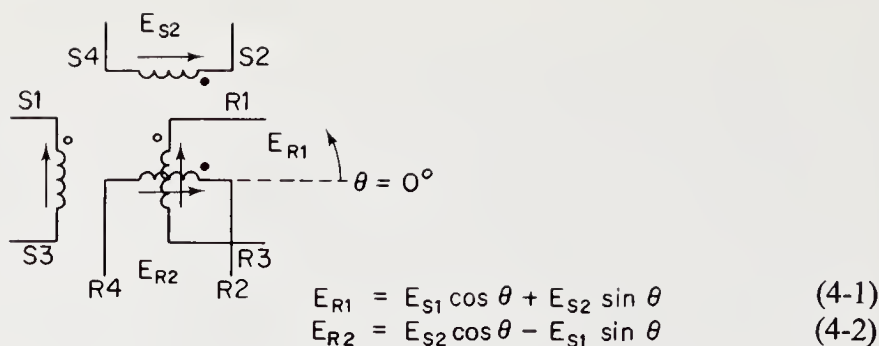 E_S2
S4
S2
S1
R1
E_R1
θ = 0°
S3
E_R2
R3
R4
R2
E_R1 = E_S1 cos θ + E_S2 sin θ (4-1)
E_R2 = E_S2 cos θ − E_S1 sin θ (4-2)